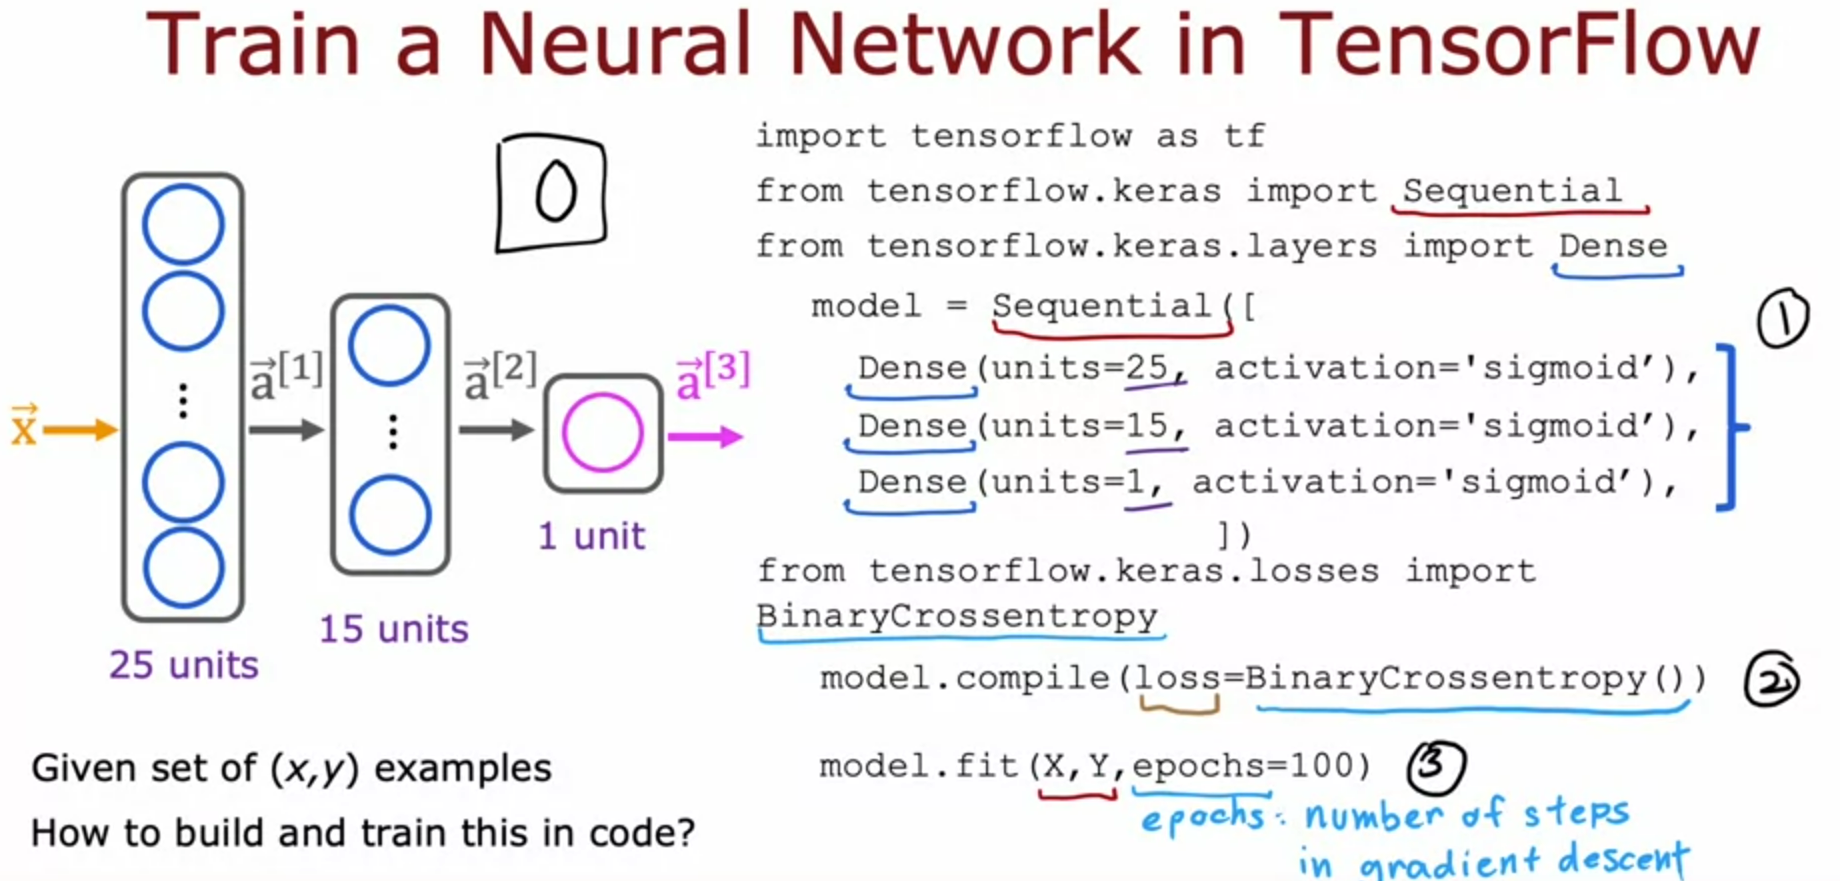 Train a Neural Network in TensorFlow
0
x
a[1]
a[2]
a[3]
25 units
15 units
1 unit
Given set of (x,y) examples
How to build and train this in code?
import tensorflow as tf
from tensorflow.keras import Sequential
from tensorflow.keras.layers import Dense
model = Sequential([
Dense(units=25, activation='sigmoid’),
Dense(units=15, activation='sigmoid’),
Dense(units=1, activation='sigmoid’),
])
1
from tensorflow.keras.losses import
BinaryCrossentropy
model.compile(loss=BinaryCrossentropy())
2
model.fit(X,Y,epochs=100)
3
epochs: number of steps
in gradient descent